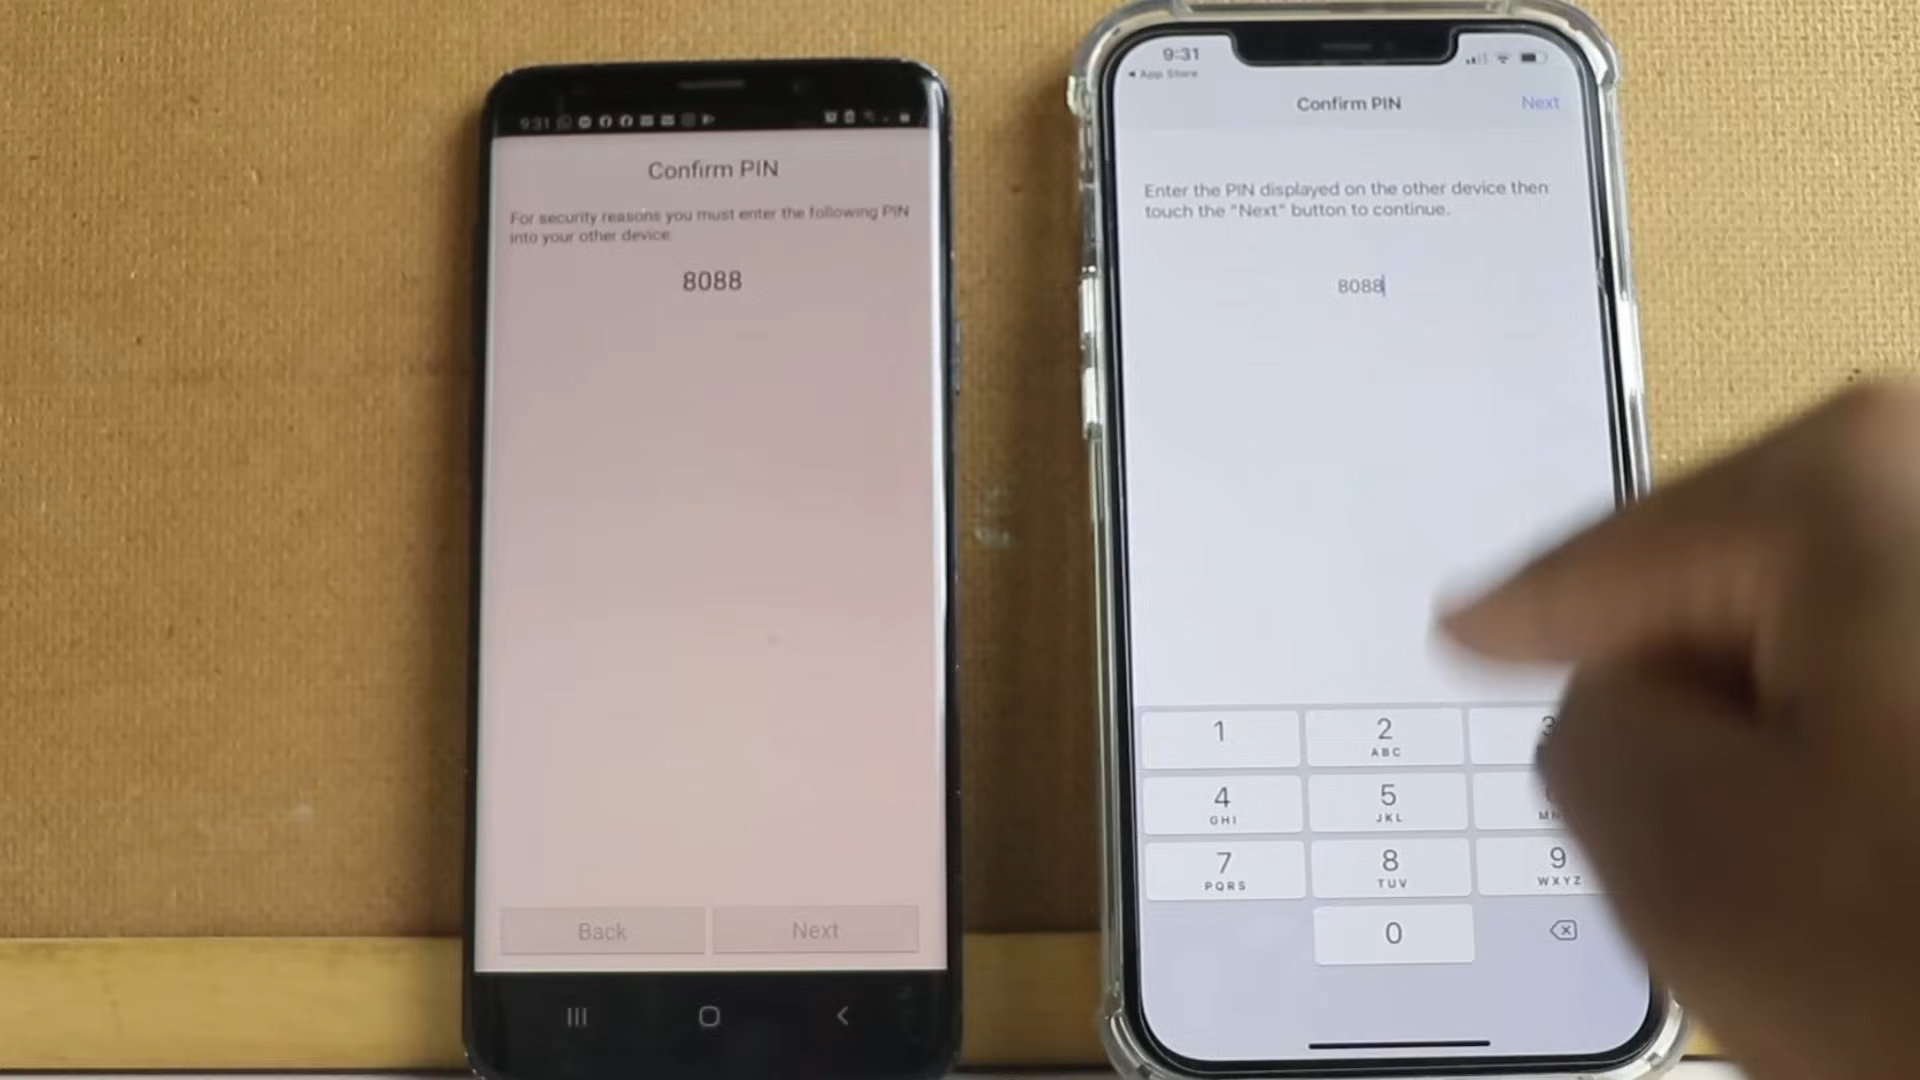 9:31
Confirm PIN
For security reasons you must enter the following PIN
into your other device:
8088
Back
Next
9:31
App Store
Confirm PIN
Next
Enter the PIN displayed on the other device then
touch the "Next" button to continue.
8088
1
2
ABC
3
4
GHI
5
JKL
MN
7
PQRS
8
TUV
9
WXYZ
0